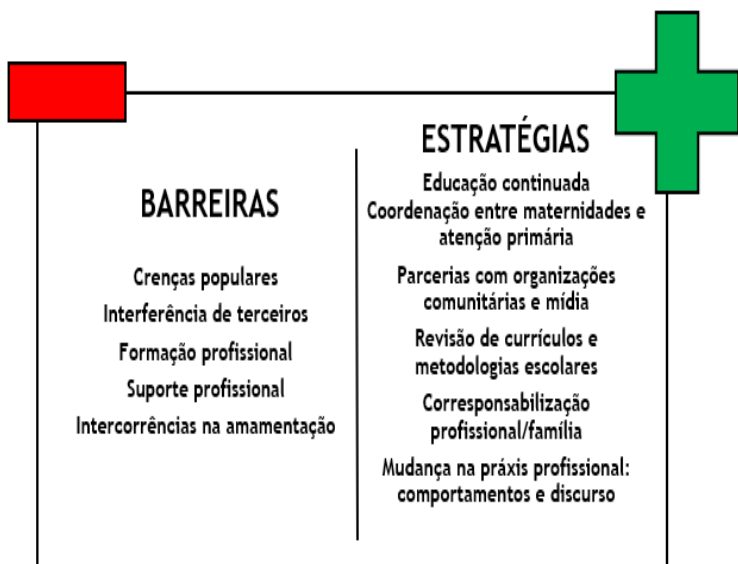 BARREIRAS
Crenças populares
Interferência de terceiros
Formação profissional
Suporte profissional
Intercorrências na amamentação
ESTRATÉGIAS
Educação continuada
Coordenação entre maternidades e
atenção primária
Parcerias com organizações
comunitárias e mídia
Revisão de currículos e
metodologias escolares
Corresponsabilização
profissional/família
Mudança na práxis profissional:
comportamentos e discurso